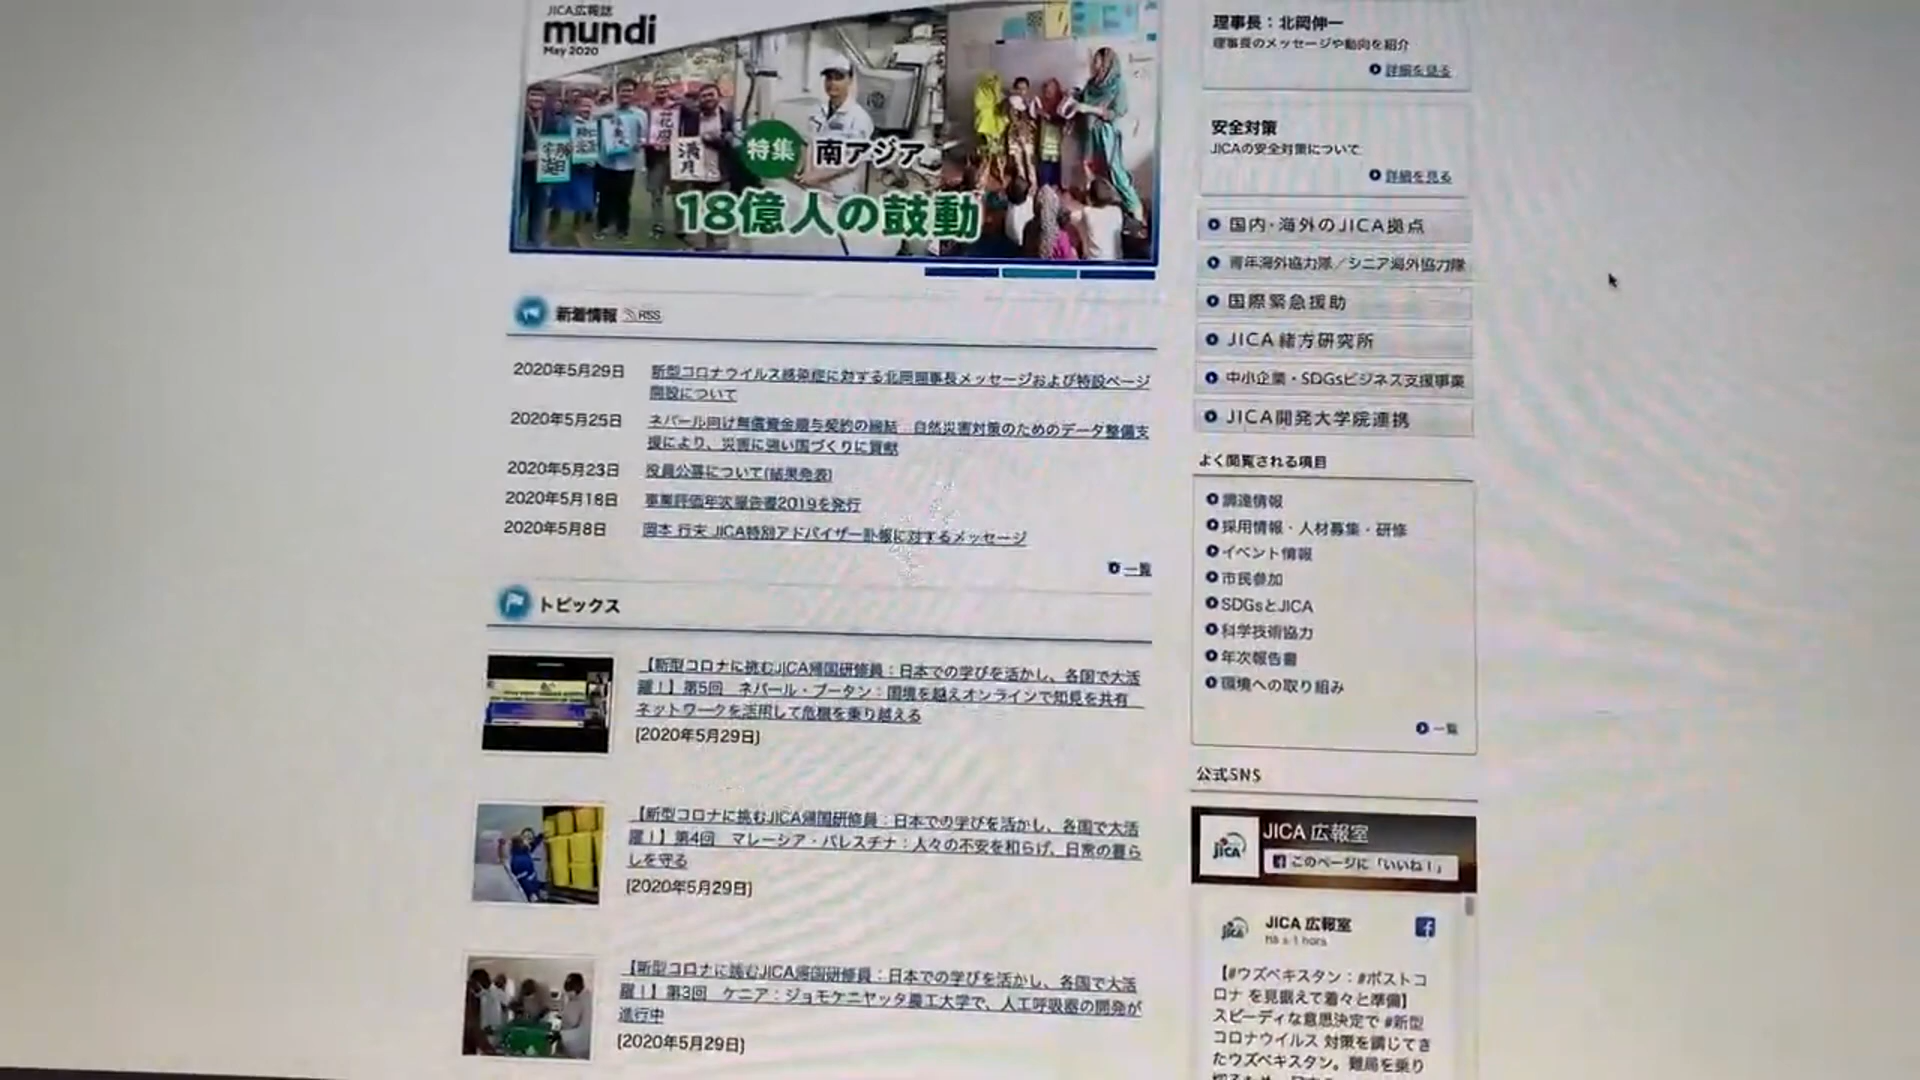 JICA広報誌
mundi
May 2020
満月
特集 南アジア
18億人の鼓動
新着情報 RSS
2020年5月29日 新型コロナウイルス感染症に対する北岡理事長メッセージおよび特設ページ
開設について
2020年5月25日 ネパール向け無償資金贈与契約の締結 自然災害対策のためのデータ整備支
援により、災害に強い国づくりに貢献
2020年5月23日 役員公募について(結果発表)
2020年5月18日 事業評価年次報告書2019を発行
2020年5月8日 岡本 行夫 JICA特別アドバイザー訃報に対するメッセージ
一覧
トピックス
【新型コロナに挑むJICA帰国研修員：日本での学びを活かし、各国で大活
躍！】第5回 ネパール・ブータン：国境を越えオンラインで知見を共有
ネットワークを活用して危機を乗り越える
[2020年5月29日]
【新型コロナに挑むJICA帰国研修員：日本での学びを活かし、各国で大活
躍！】第4回 マレーシア・パレスチナ：人々の不安を和らげ、日常の暮ら
しを守る
[2020年5月29日]
【新型コロナに挑むJICA帰国研修員：日本での学びを活かし、各国で大活
躍！】第3回 ケニア：ジョモケニヤッタ農工大学で、人工呼吸器の開発が
進行中
[2020年5月29日]
理事長：北岡伸一
理事長のメッセージや動向を紹介
詳細を見る
安全対策
JICAの安全対策について
詳細を見る
国内・海外のJICA拠点
青年海外協力隊／シニア海外協力隊
国際緊急援助
JICA緒方研究所
中小企業・SDGsビジネス支援事業
JICA開発大学院連携
よく閲覧される項目
調達情報
採用情報・人材募集・研修
イベント情報
市民参加
SDGsとJICA
科学技術協力
年次報告書
環境への取り組み
一覧
公式SNS
JICA
JICA 広報室
このページに「いいね！」
JICA
JICA 広報室
【#ウズベキスタン：#ポストコ
ロナ を見据えて着々と準備】
スピーディな意思決定で #新型
コロナウイルス 対策を講じてき
たウズベキスタン。難局を乗り